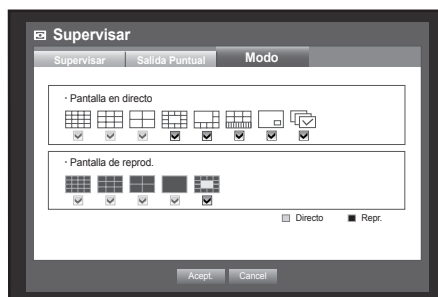 Supervisar
Supervisar Salida Puntual Modo
· Pantalla en directo
· Pantalla de reprod.
Directo Repr.
Acept. Cancel